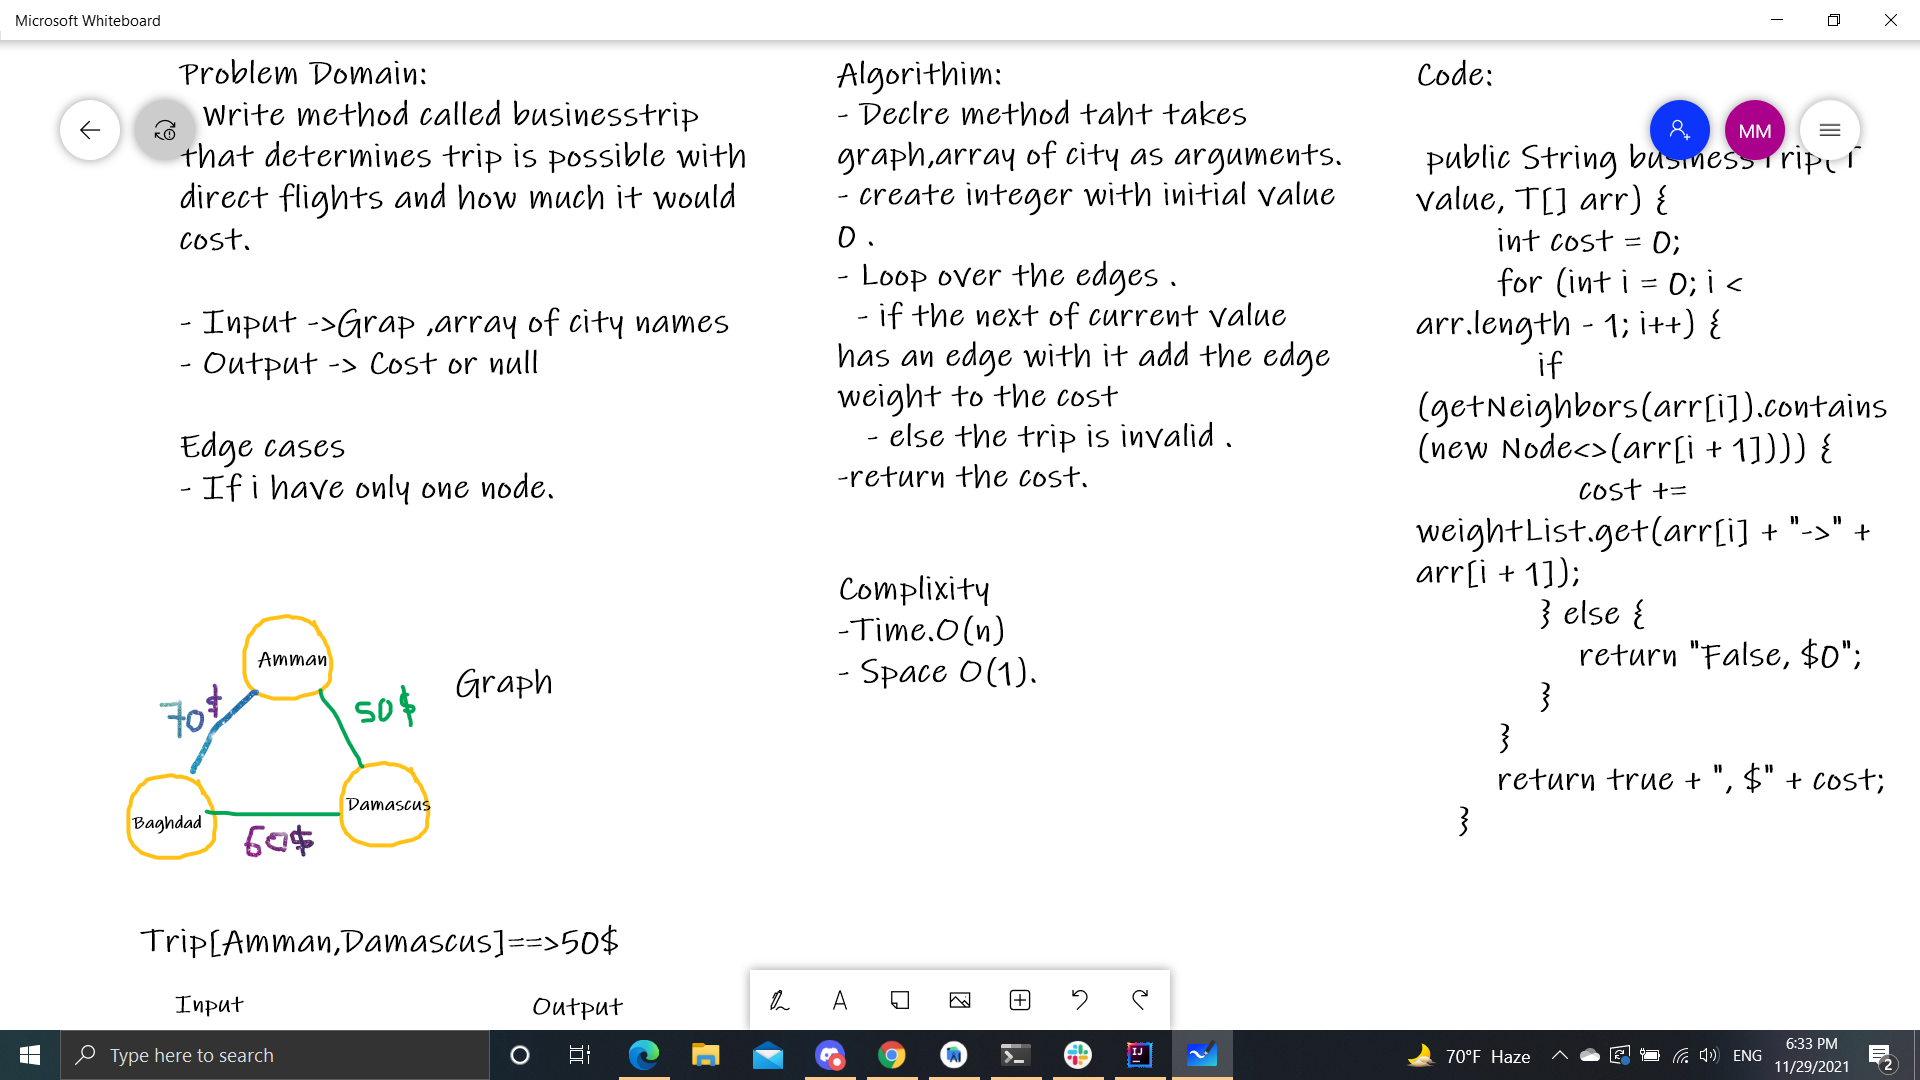 Microsoft Whiteboard
Problem Domain:
Write method called businesstrip
that determines trip is possible with
direct flights and how much it would
cost.
- Input ->Grap ,array of city names
- Output -> Cost or null
Edge cases
- If i have only one node.
Amman
70$
50$
Graph
Baghdad
Damascus
60$
Trip[Amman,Damascus]==>50$
Input
Output
Algorithim:
- Declre method taht takes
graph,array of city as arguments.
- create integer with initial value
0 .
- Loop over the edges .
- if the next of current value
has an edge with it add the edge
weight to the cost
- else the trip is invalid .
-return the cost.
Complixity
-Time.O(n)
- Space O(1).
Code:
MM
public String businessTrip(T
value, T[] arr) {
int cost = 0;
for (int i = 0; i <
arr.length - 1; i++) {
if
(getNeighbors(arr[i]).contains
(new Node<>(arr[i + 1]))) {
cost +=
weightList.get(arr[i] + "->" +
arr[i + 1]);
} else {
return "False, $0";
}
}
return true + ", $" + cost;
}
Type here to search
70°F Haze
ENG
6:33 PM
11/29/2021
2